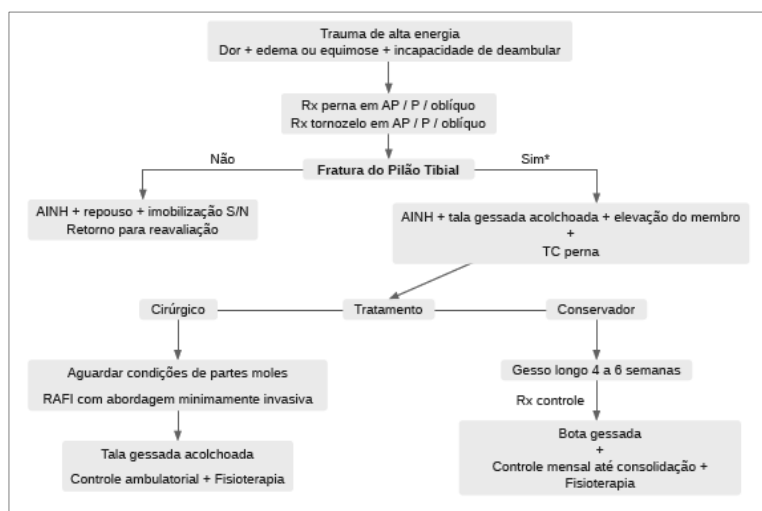 Trauma de alta energia
Dor + edema ou equimose + incapacidade de deambular
Rx perna em AP / P / oblíquo
Rx tornozelo em AP / P / oblíquo
Não
Fratura do Pilão Tibial
Sim*
AINH + repouso + imobilização S/N
Retorno para reavaliação
AINH + tala gessada acolchoada + elevação do membro
+
TC perna
Cirúrgico
Tratamento
Conservador
Aguardar condições de partes moles
RAFI com abordagem minimamente invasiva
Gesso longo 4 a 6 semanas
Rx controle
Tala gessada acolchoada
Controle ambulatorial + Fisioterapia
Bota gessada
+
Controle mensal até consolidação +
Fisioterapia